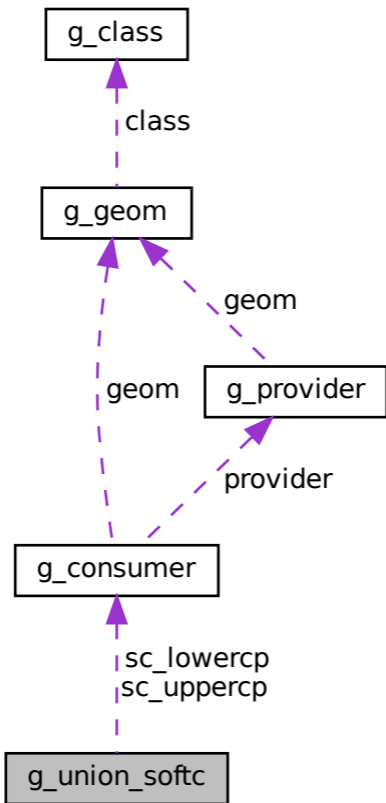 g_class
class
g_geom
geom
geom
g_provider
provider
g_consumer
sc_lowercp
sc_uppercp
g_union_softc